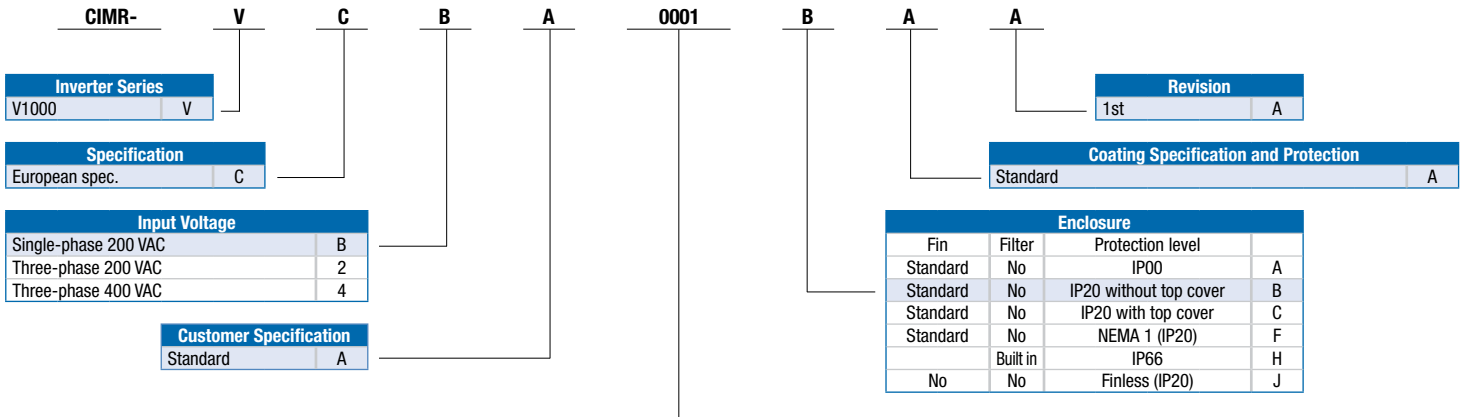 CIMR- V C B A 0001 B A A
Inverter Series
V1000 V
Specification
European spec. C
Input Voltage
Single-phase 200 VAC B
Three-phase 200 VAC 2
Three-phase 400 VAC 4
Customer Specification
Standard A
Revision
1st A
Coating Specification and Protection
Standard A
Enclosure
Fin Filter Protection level
Standard No IP00 A
Standard No IP20 without top cover B
Standard No IP20 with top cover C
Standard No NEMA 1 (IP20) F
Built in IP66 H
No No Finless (IP20) J